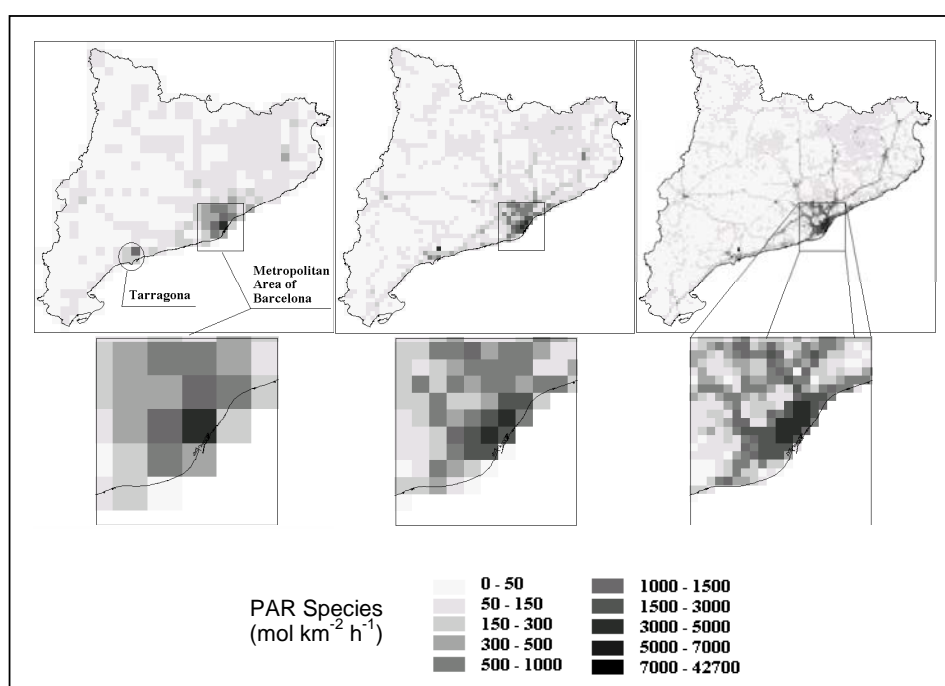 Tarragona
Metropolitan
Area of
Barcelona
PAR Species
(mol km⁻² h⁻¹)
0 - 50
50 - 150
150 - 300
300 - 500
500 - 1000
1000 - 1500
1500 - 3000
3000 - 5000
5000 - 7000
7000 - 42700